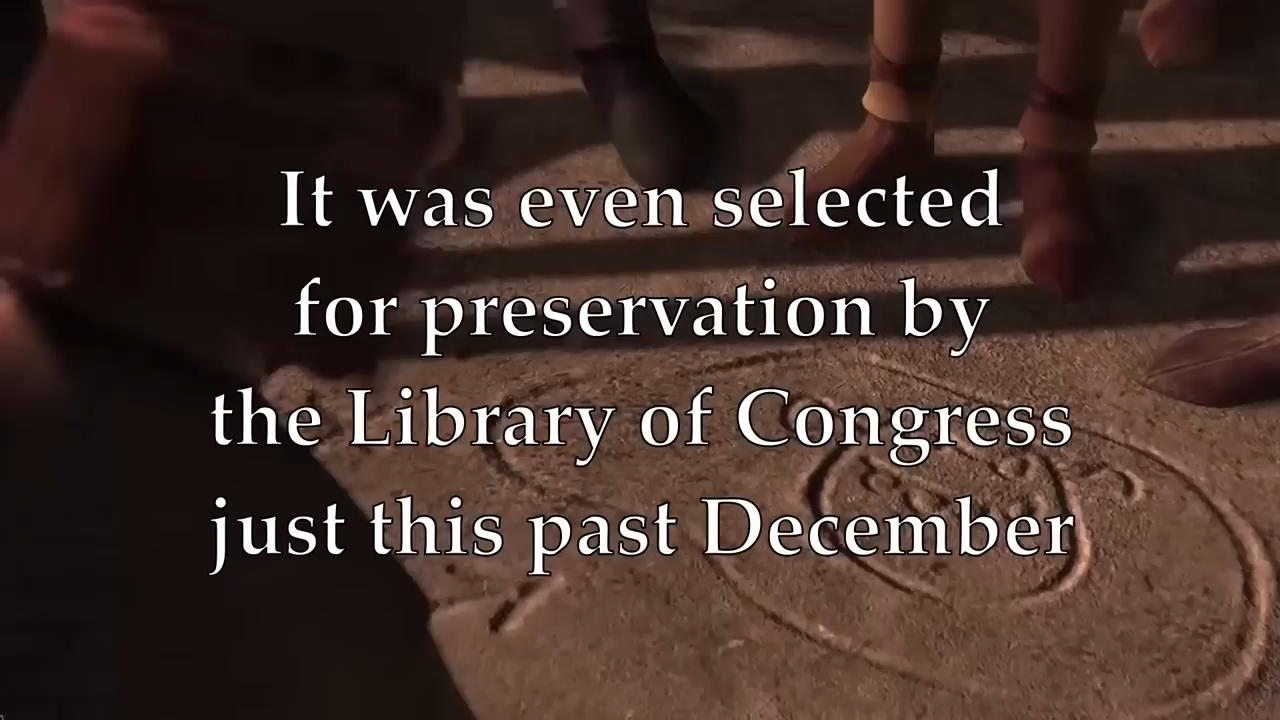 It was even selected
for preservation by
the Library of Congress
just this past December